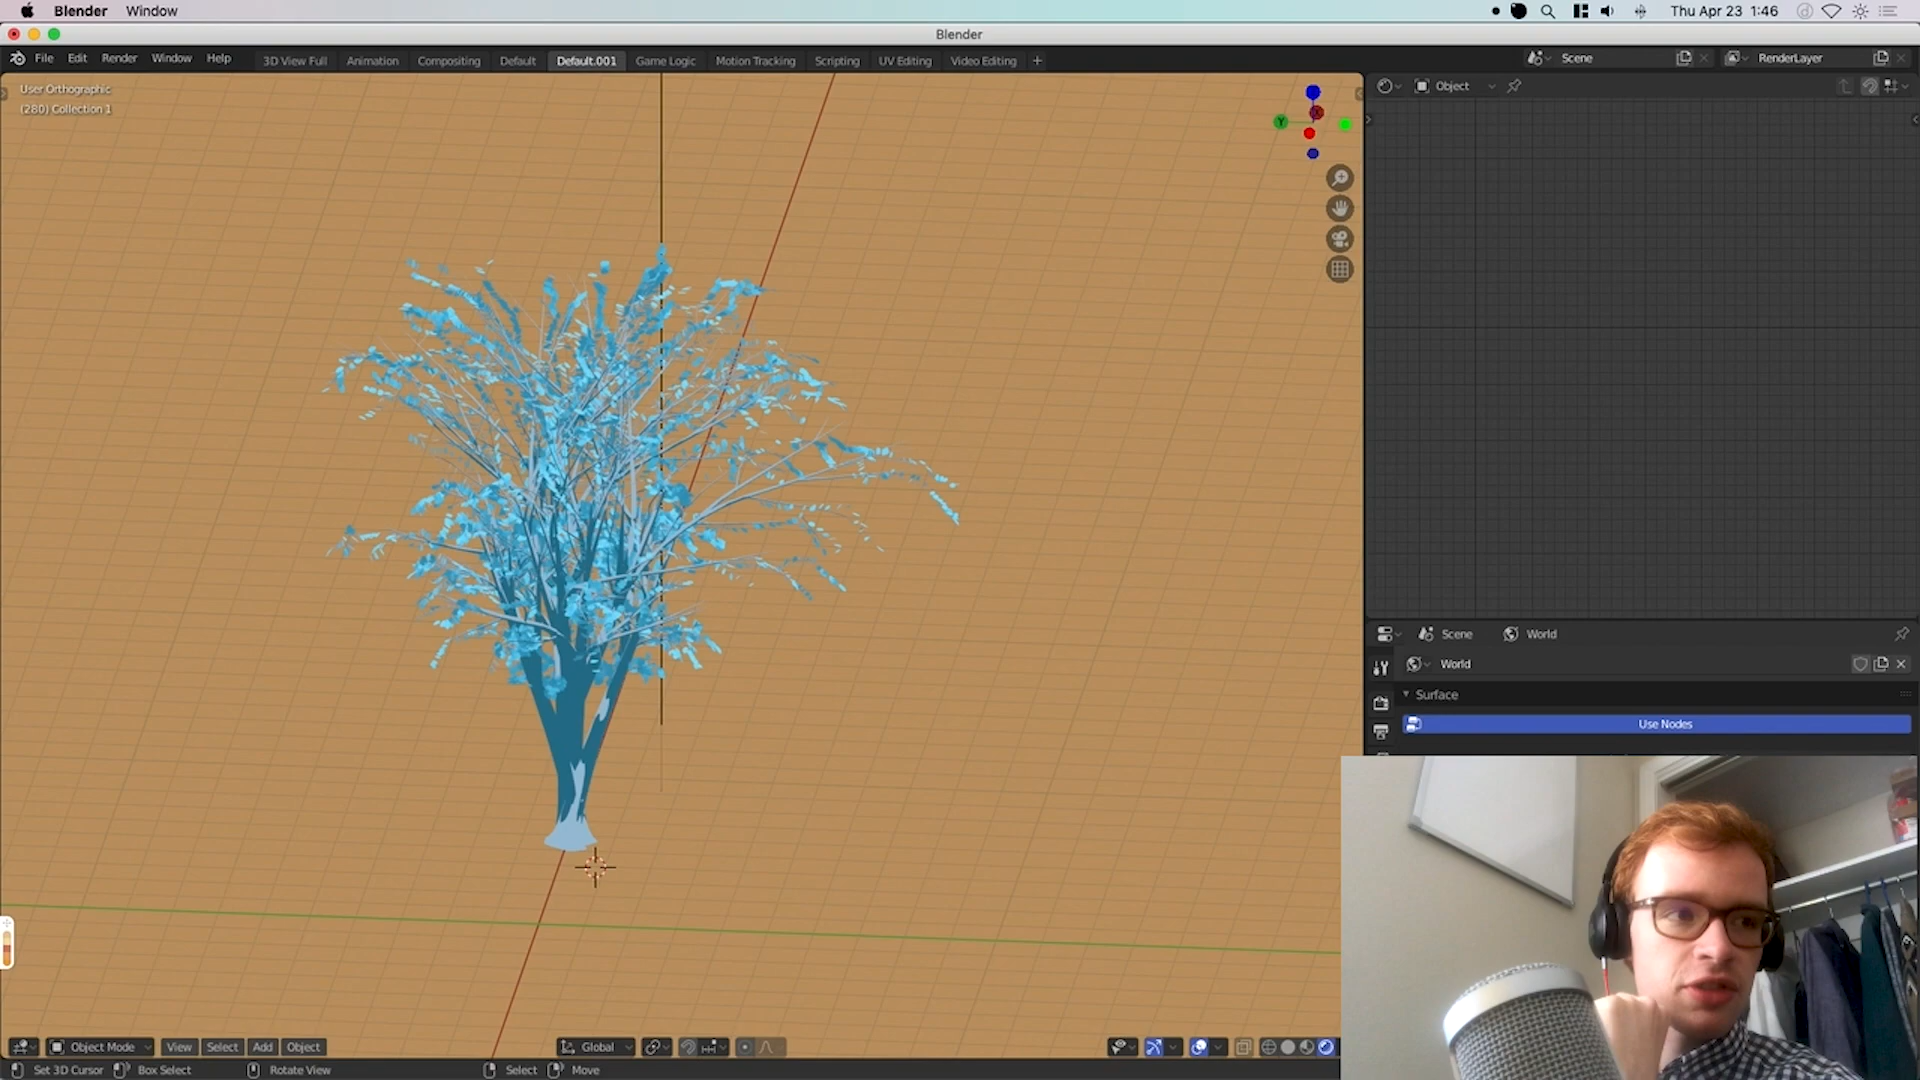 Blender Window
Thu Apr 23 1:46
Blender
File Edit Render Window Help
3D View Full Animation Compositing Default Default.001 Game Logic Motion Tracking Scripting UV Editing Video Editing +
Scene
RenderLayer
User Orthographic
(280) Collection 1
Y
X
Object
Scene World
World
Surface
Use Nodes
Object Mode View Select Add Object
Global
Set 3D Cursor Box Select Rotate View Select Move